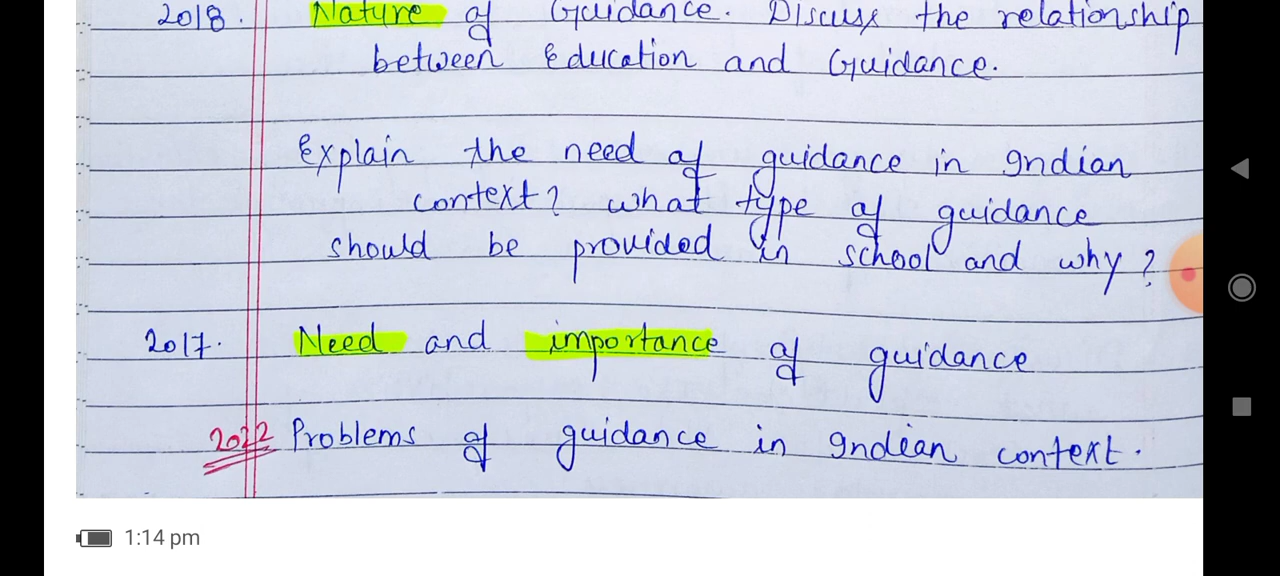 2018. Nature of Guidance. Discuss the relationship
between Education and Guidance.
Explain the need of guidance in Indian
context? what type of guidance
should be provided in school and why?
2017. Need and importance of guidance
2022 Problems of guidance in Indian context.
1:14 pm